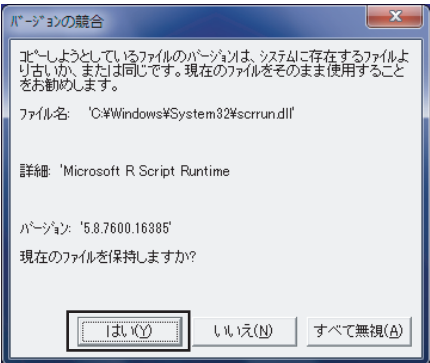 ﾊﾞｰｼﾞｮﾝの競合
ｺﾋﾟｰしようとしているﾌｧｲﾙのﾊﾞｰｼﾞｮﾝは、ｼｽﾃﾑに存在するﾌｧｲﾙよ
り古いか、または同じです。現在のﾌｧｲﾙをそのまま使用すること
をお勧めします。
ﾌｧｲﾙ名: 'C:¥Windows¥System32¥scrrun.dll'
詳細: 'Microsoft R Script Runtime
ﾊﾞｰｼﾞｮﾝ: '5.8.7600.16385'
現在のﾌｧｲﾙを保持しますか?
はい(Y) いいえ(N) すべて無視(A)